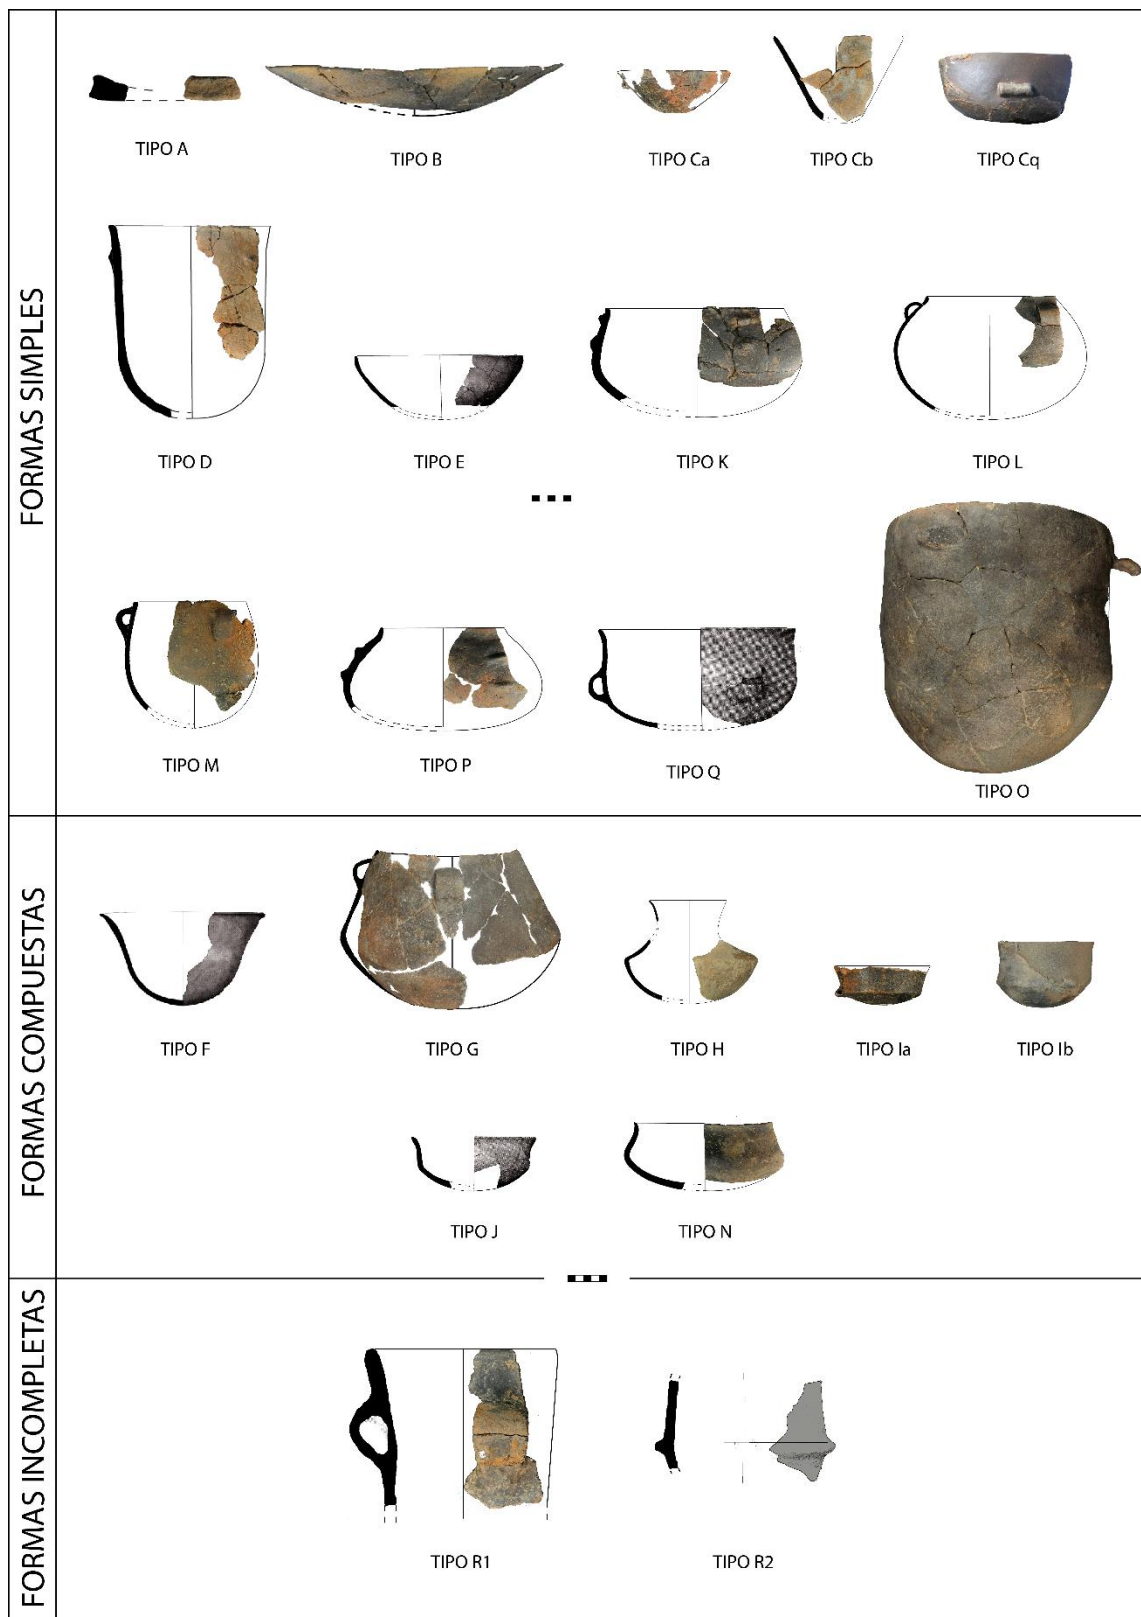 FORMAS SIMPLES
TIPO A
TIPO B
TIPO Ca
TIPO Cb
TIPO Cq
TIPO D
TIPO E
TIPO K
TIPO L
TIPO M
TIPO P
TIPO Q
TIPO O
FORMAS COMPUESTAS
TIPO F
TIPO G
TIPO H
TIPO Ia
TIPO Ib
TIPO J
TIPO N
FORMAS INCOMPLETAS
TIPO R1
TIPO R2